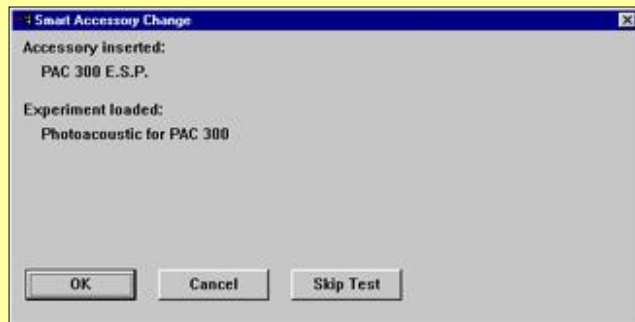 Smart Accessory Change
Accessory inserted:
PAC 300 E.S.P.
Experiment loaded:
Photoacoustic for PAC 300
OK Cancel Skip Test